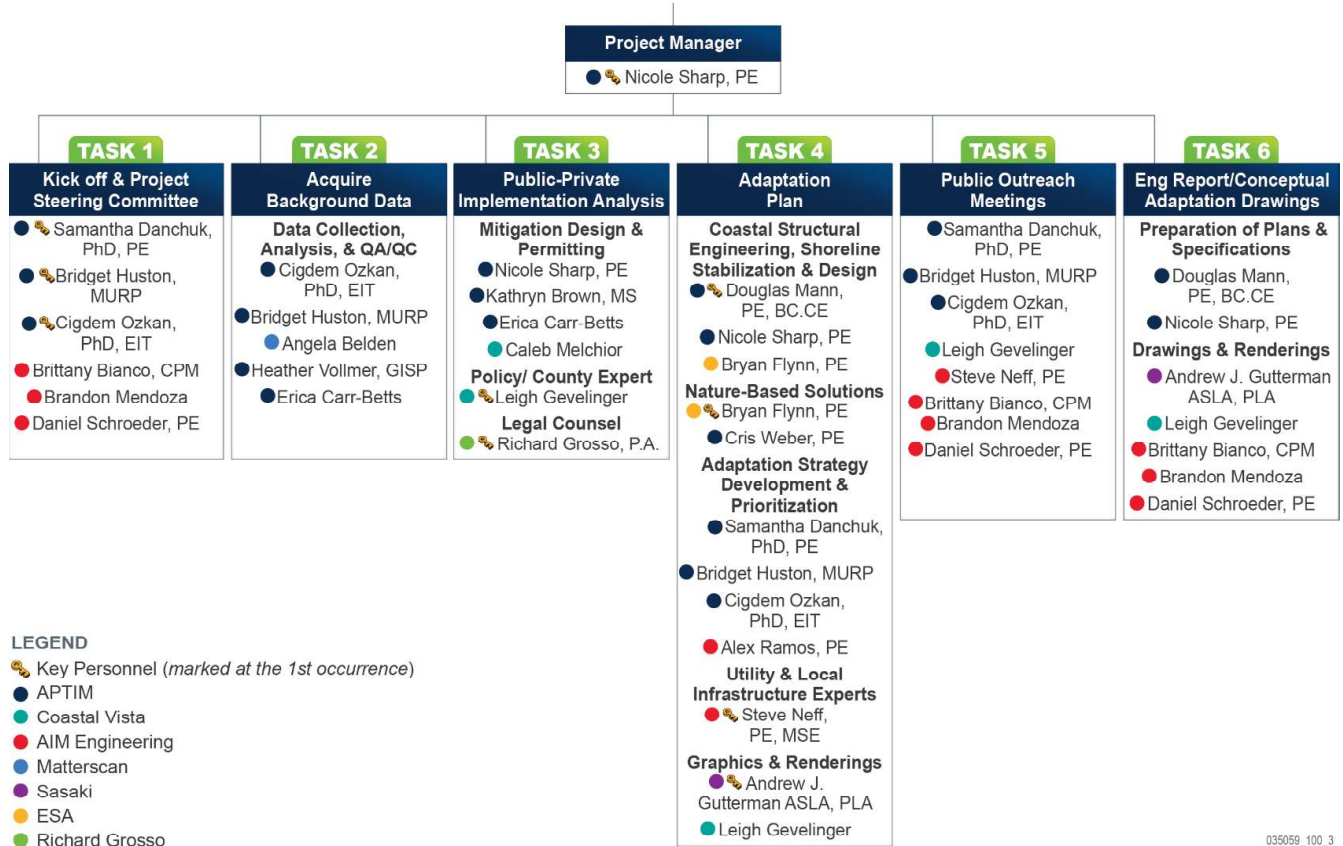 Project Manager
Nicole Sharp, PE
TASK 1
Kick off & Project
Steering Committee
Samantha Danchuk,
PhD, PE
Bridget Huston,
MURP
Cigdem Ozkan,
PhD, EIT
Brittany Bianco, CPM
Brandon Mendoza
Daniel Schroeder, PE
TASK 2
Acquire
Background Data
Data Collection,
Analysis, & QA/QC
Cigdem Ozkan,
PhD, EIT
Bridget Huston, MURP
Angela Belden
Heather Vollmer, GISP
Erica Carr-Betts
TASK 3
Public-Private
Implementation Analysis
Mitigation Design &
Permitting
Nicole Sharp, PE
Kathryn Brown, MS
Erica Carr-Betts
Caleb Melchior
Policy/ County Expert
Leigh Gevelinger
Legal Counsel
Richard Grosso, P.A.
TASK 4
Adaptation
Plan
Coastal Structural
Engineering, Shoreline
Stabilization & Design
Douglas Mann,
PE, BC.CE
Nicole Sharp, PE
Bryan Flynn, PE
Nature-Based Solutions
Bryan Flynn, PE
Cris Weber, PE
Adaptation Strategy
Development &
Prioritization
Samantha Danchuk,
PhD, PE
Bridget Huston, MURP
Cigdem Ozkan,
PhD, EIT
Alex Ramos, PE
Utility & Local
Infrastructure Experts
Steve Neff,
PE, MSE
Graphics & Renderings
Andrew J.
Gutterman ASLA, PLA
Leigh Gevelinger
TASK 5
Public Outreach
Meetings
Samantha Danchuk,
PhD, PE
Bridget Huston, MURP
Cigdem Ozkan,
PhD, EIT
Leigh Gevelinger
Steve Neff, PE
Brittany Bianco, CPM
Brandon Mendoza
Daniel Schroeder, PE
TASK 6
Eng Report/Conceptual
Adaptation Drawings
Preparation of Plans &
Specifications
Douglas Mann,
PE, BC.CE
Nicole Sharp, PE
Drawings & Renderings
Andrew J. Gutterman
ASLA, PLA
Leigh Gevelinger
Brittany Bianco, CPM
Brandon Mendoza
Daniel Schroeder, PE
LEGEND
Key Personnel (marked at the 1st occurrence)
APTIM
Coastal Vista
AIM Engineering
Matterscan
Sasaki
ESA
Richard Grosso
035059_100_3